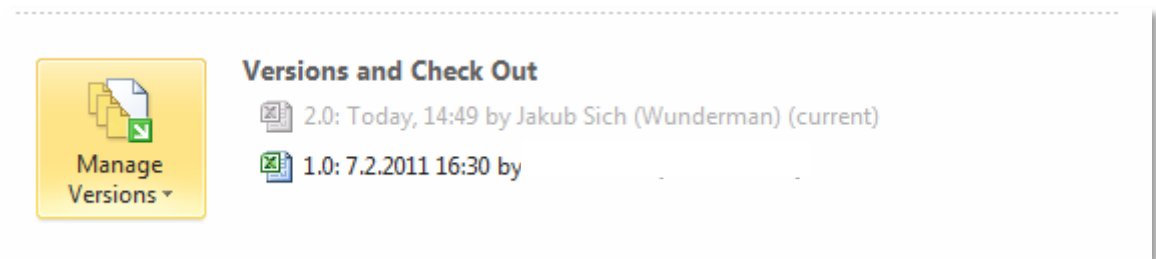 Versions and Check Out
2.0: Today, 14:49 by Jakub Sich (Wunderman) (current)
1.0: 7.2.2011 16:30 by
Manage
Versions